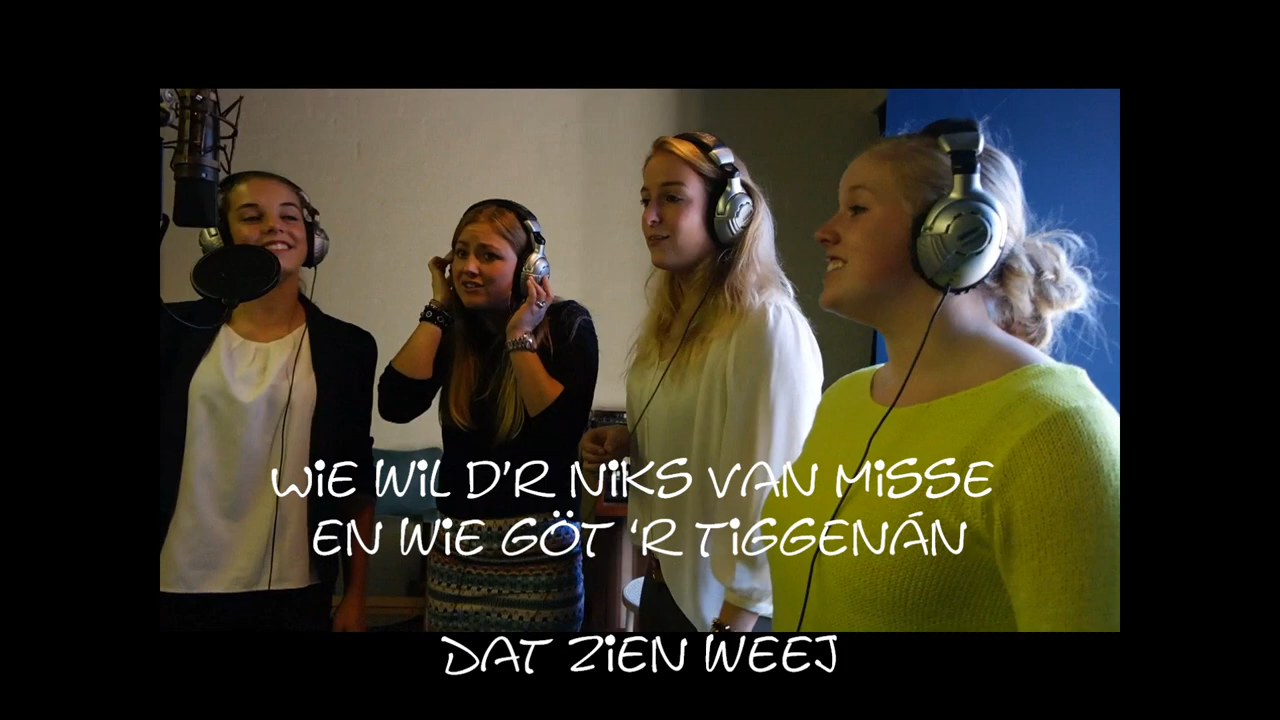 WiE WiL D'R NiKS VAN MiSSE
EN WiE GÖT 'R TiGGENÁN
DAT ZiEN WEEJ